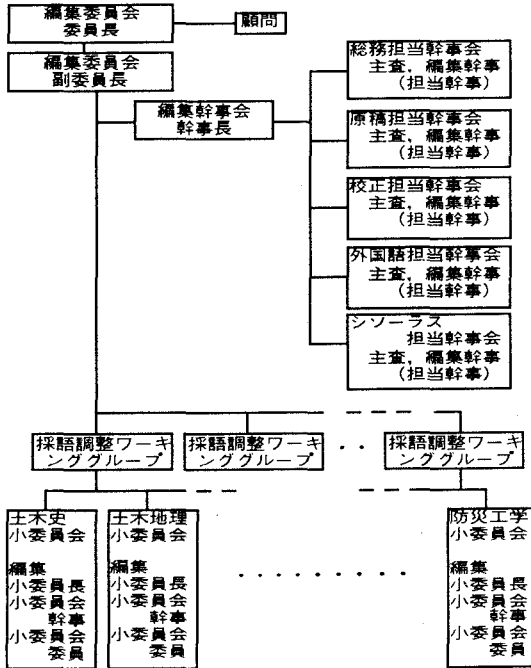 編集委員会
委員長
顧問
編集委員会
副委員長
編集幹事会
幹事長
総務担当幹事会
主査，編集幹事
(担当幹事)
原稿担当幹事会
主査，編集幹事
(担当幹事)
校正担当幹事会
主査，編集幹事
(担当幹事)
外国語担当幹事会
主査，編集幹事
(担当幹事)
シソーラス
担当幹事会
主査，編集幹事
(担当幹事)
採語調整ワーキ
ンググループ
採語調整ワーキ
ンググループ
・・
採語調整ワーキ
ンググループ
土木史
小委員会
編集
小委員長
小委員会
幹事
小委員会
委員
土木地理
小委員会
編集
小委員長
小委員会
幹事
小委員会
委員
・・・・・・・・・
防災工学
小委員会
編集
小委員長
小委員会
幹事
小委員会
委員